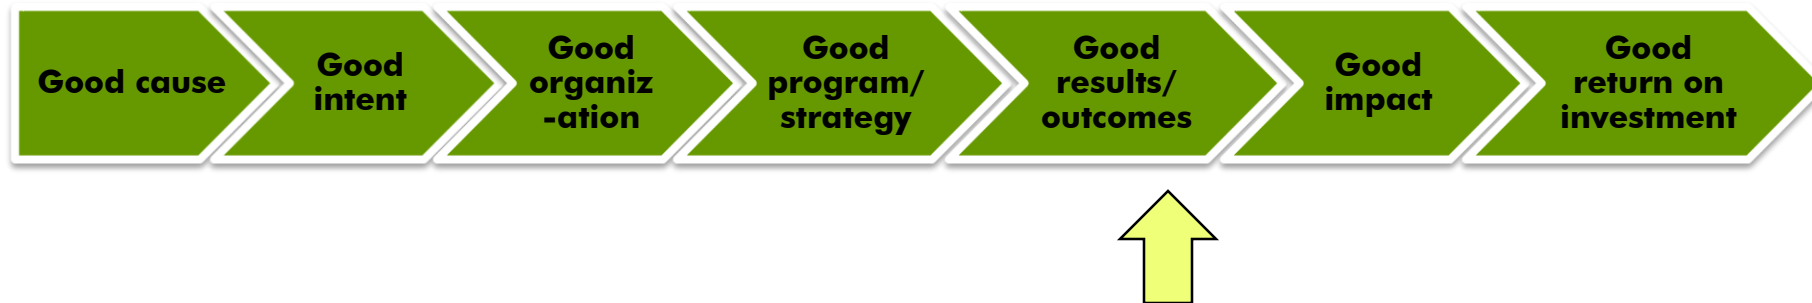 Good cause
Good
intent
Good
organiz
-ation
Good
program/
strategy
Good
results/
outcomes
Good
impact
Good
return on
investment